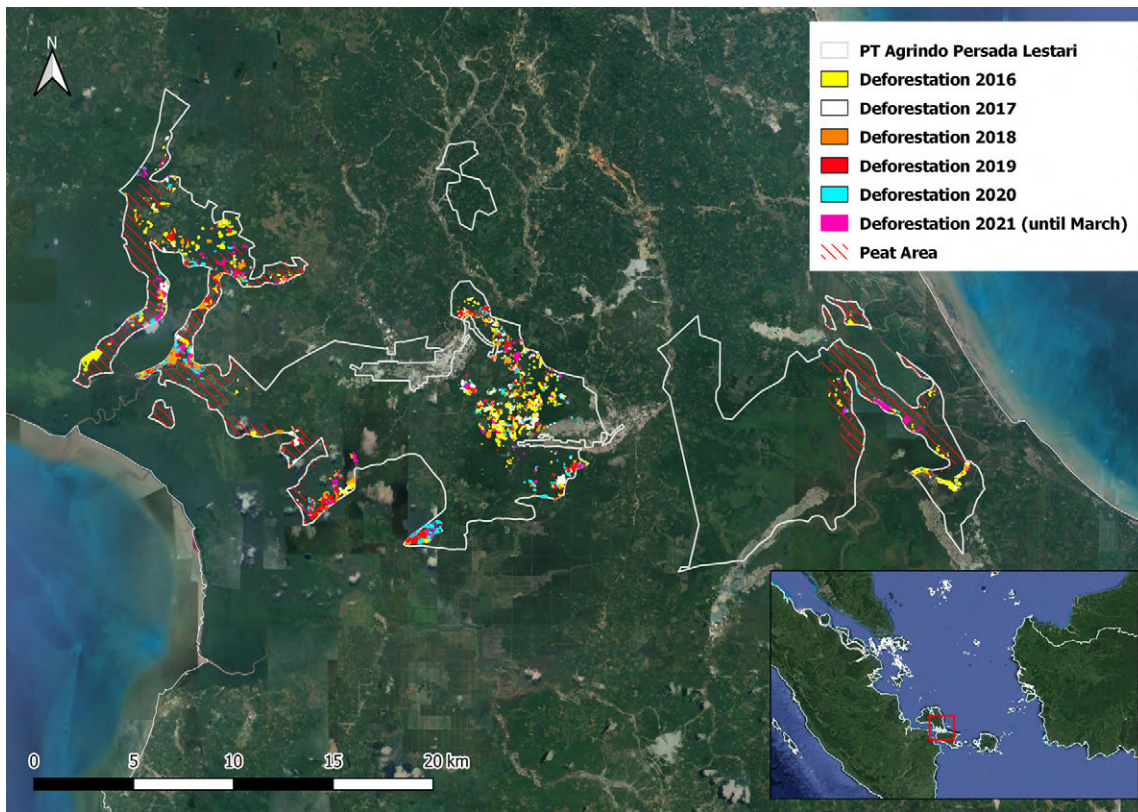 N
PT Agrindo Persada Lestari
Deforestation 2016
Deforestation 2017
Deforestation 2018
Deforestation 2019
Deforestation 2020
Deforestation 2021 (until March)
Peat Area
0 5 10 15 20 km